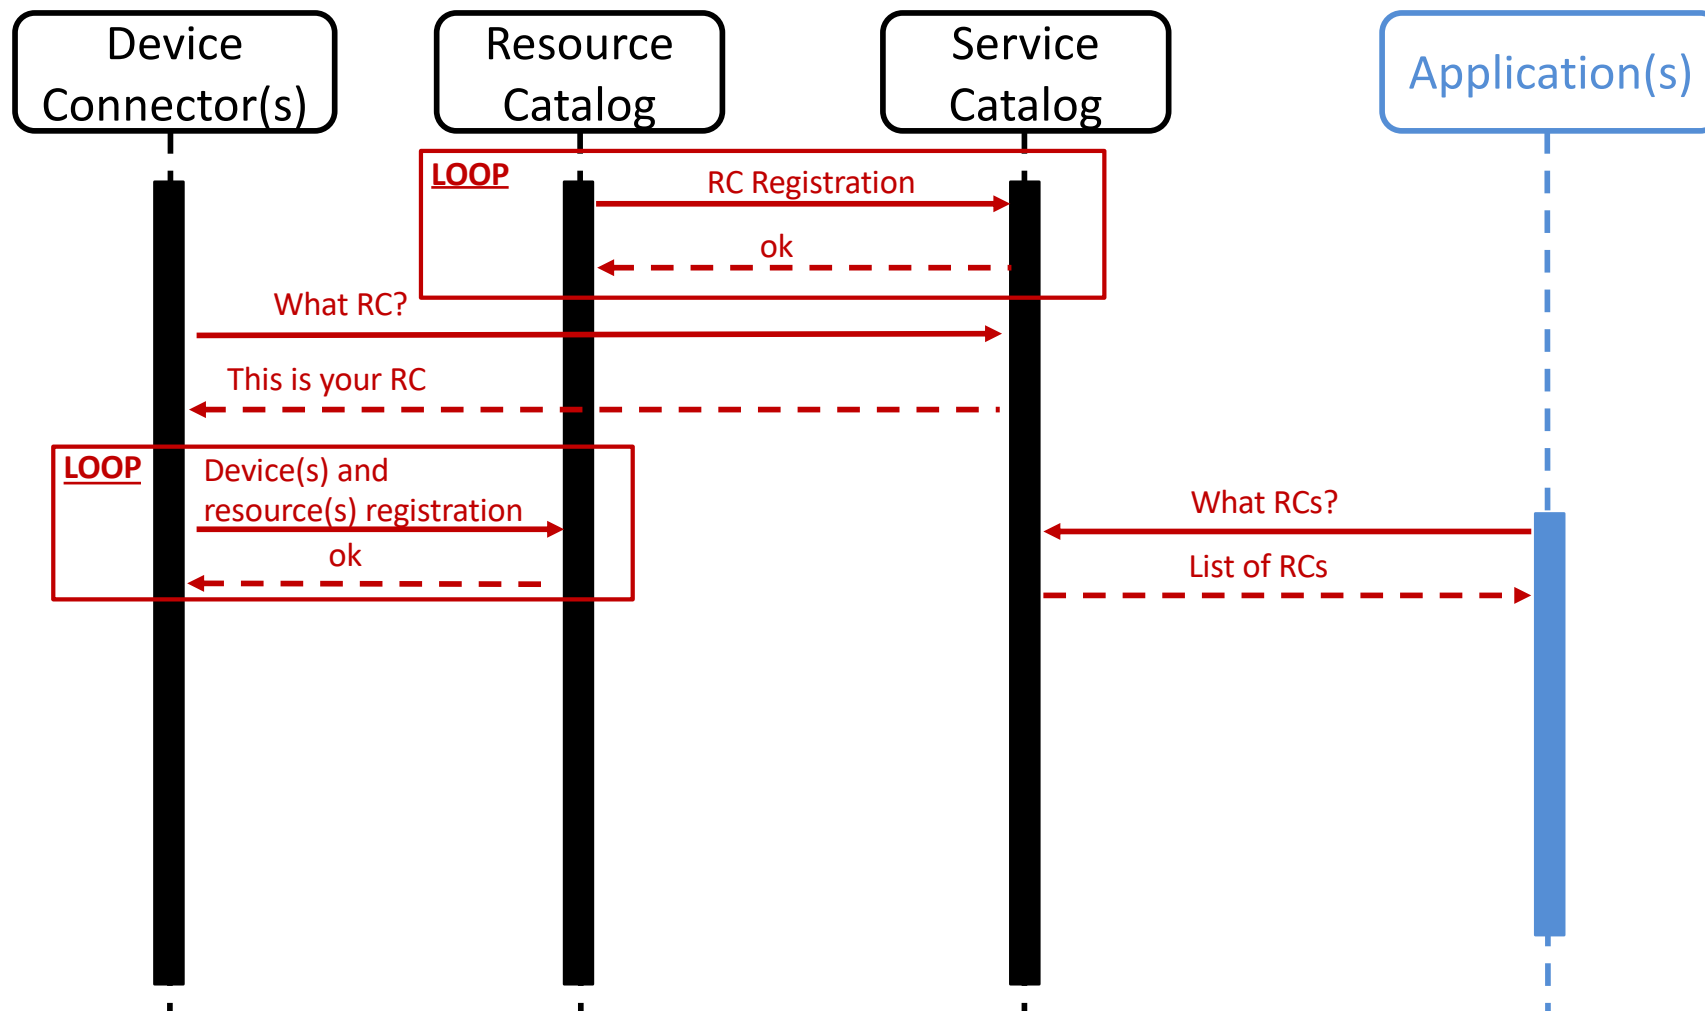 Device
Connector(s)
Resource
Catalog
Service
Catalog
Application(s)
LOOP
RC Registration
ok
What RC?
This is your RC
LOOP
Device(s) and
resource(s) registration
ok
What RCs?
List of RCs